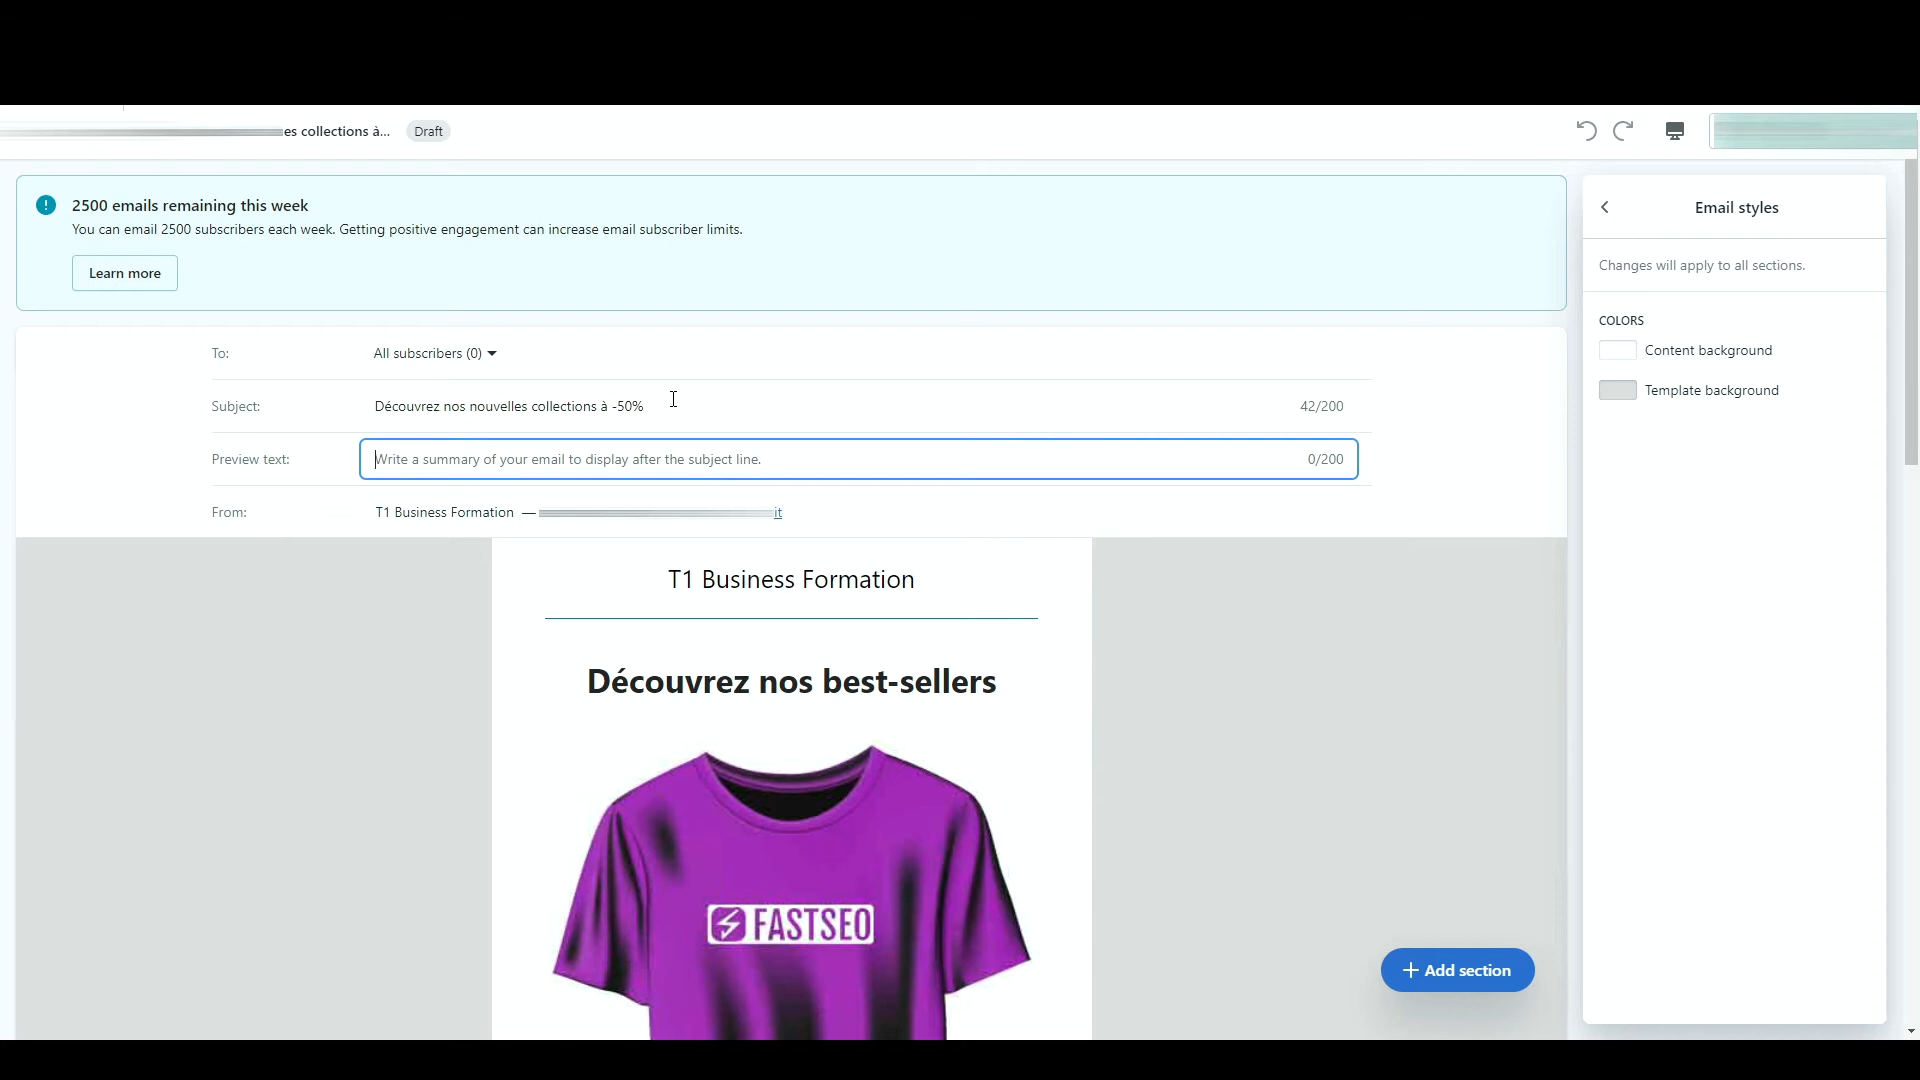 es collections à...
Draft
2500 emails remaining this week
You can email 2500 subscribers each week. Getting positive engagement can increase email subscriber limits.
Learn more
Email styles
Changes will apply to all sections.
COLORS
Content background
Template background
To: All subscribers (0)
Subject: Découvrez nos nouvelles collections à -50% 42/200
Preview text: Write a summary of your email to display after the subject line. 0/200
From: T1 Business Formation — it
T1 Business Formation
Découvrez nos best-sellers
FASTSEO
+ Add section